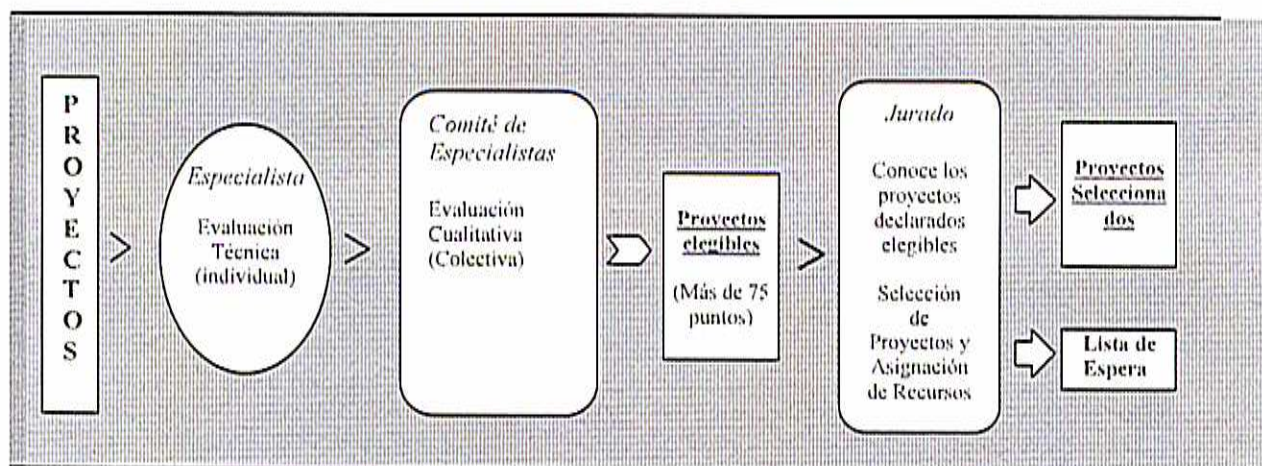 P
R
O
Y
E
C
T
O
S
Especialista
Evaluación
Técnica
(individual)
Comité de
Especialistas
Evaluación
Cualitativa
(Colectiva)
Proyectos
elegibles
(Más de 75
puntos)
Jurado
Conoce los
proyectos
declarados
elegibles
Selección
de
Proyectos y
Asignación
de Recursos
Proyectos
Selecciona
dos
Lista de
Espera